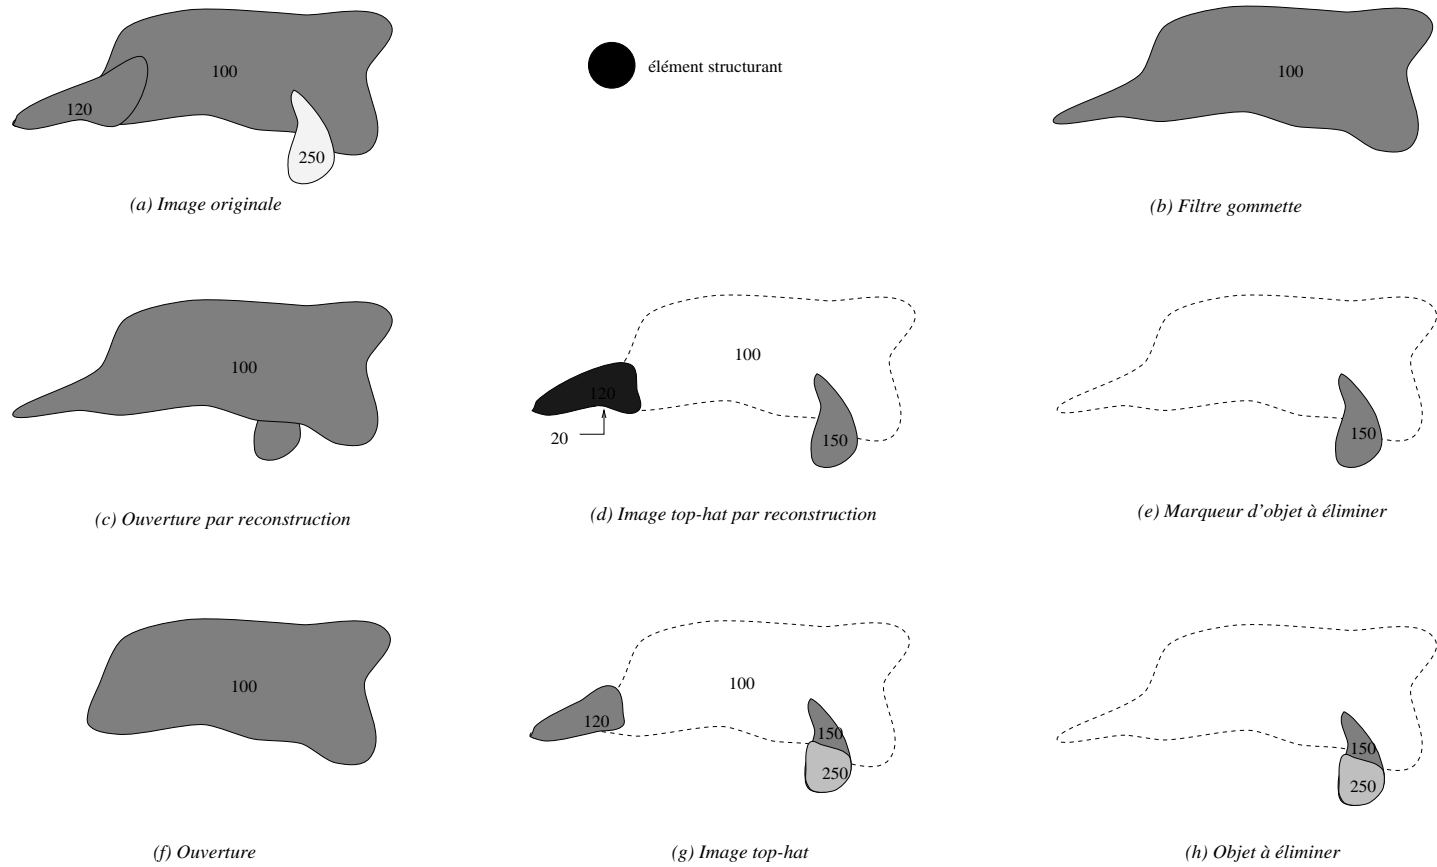 100
120
250
(a) Image originale
élément structurant
100
(b) Filtre gommette
100
(c) Ouverture par reconstruction
100
120
20
150
(d) Image top-hat par reconstruction
150
(e) Marqueur d'objet à éliminer
100
(f) Ouverture
100
120
150
250
(g) Image top-hat
150
250
(h) Objet à éliminer